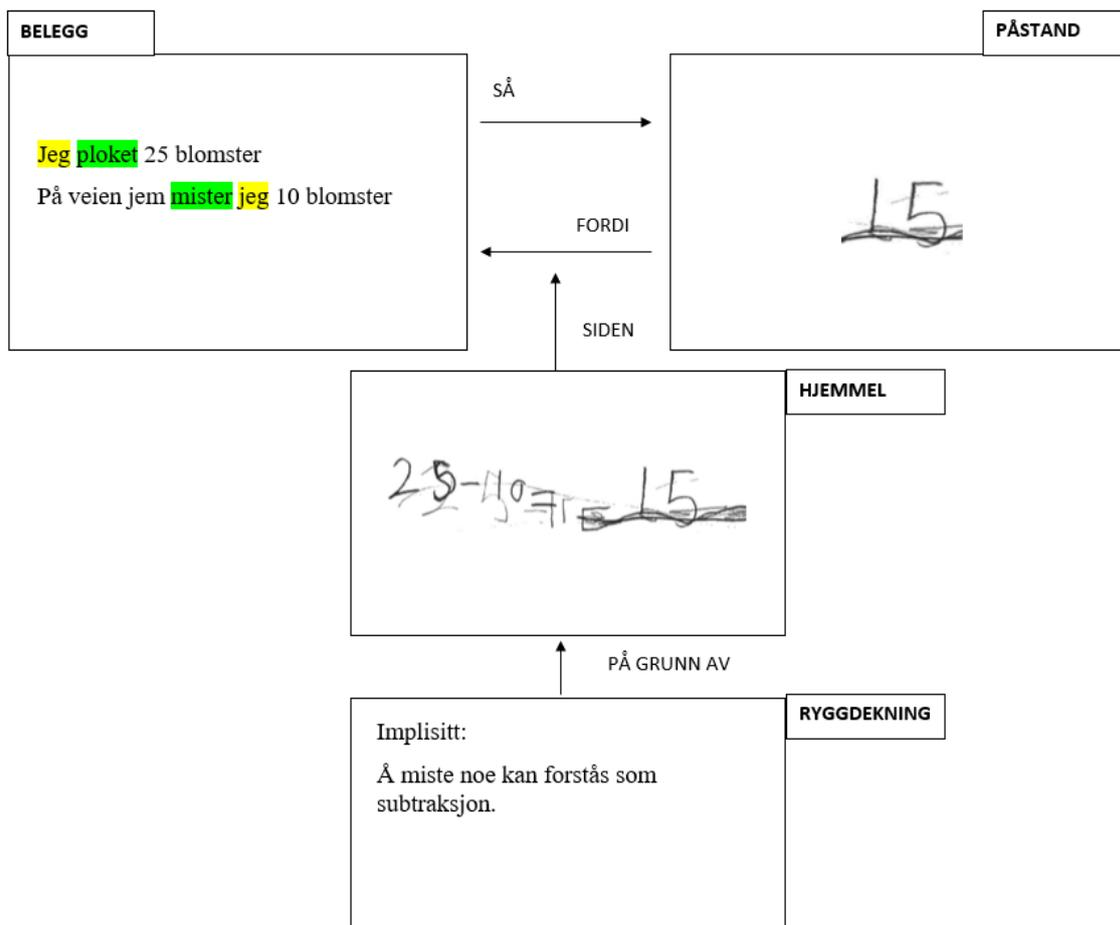 BELEGG
PÅSTAND
SÅ
Jeg ploket 25 blomster
På veien jem mister jeg 10 blomster
15
FORDI
SIDEN
HJEMMEL
25-10= = 15
PÅ GRUNN AV
RYGGDEKNING
Implisitt:
Å miste noe kan forstås som
subtraksjon.